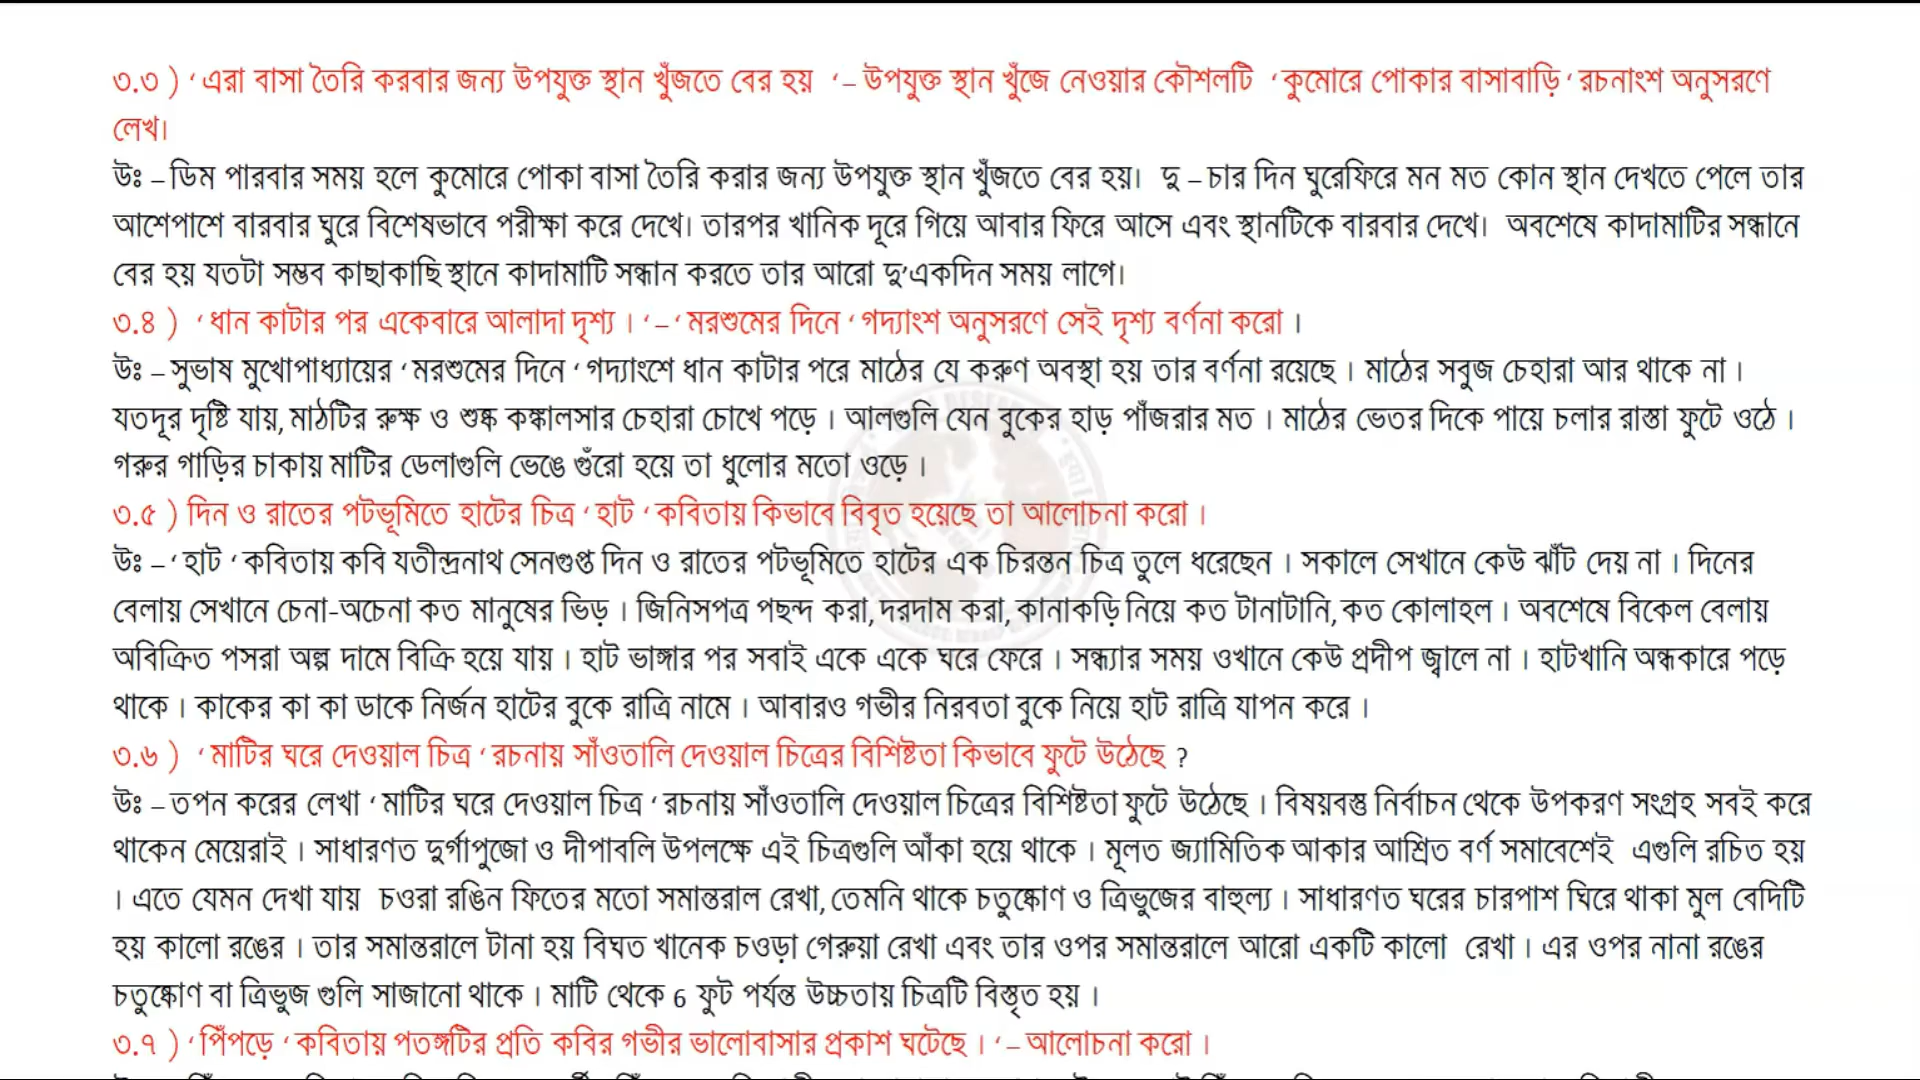 ৩.৩ ) ‘ এরা বাসা তৈরি করবার জন্য উপযুক্ত স্থান খুঁজতে বের হয় ‘ – উপযুক্ত স্থান খুঁজে নেওয়ার কৌশলটি ‘ কুমোরে পোকার বাসাবাড়ি ‘ রচনাংশ অনুসরণে
লেখ।
উঃ – ডিম পারবার সময় হলে কুমোরে পোকা বাসা তৈরি করার জন্য উপযুক্ত স্থান খুঁজতে বের হয়। দু – চার দিন ঘুরেফিরে মন মত কোন স্থান দেখতে পেলে তার
আশেপাশে বারবার ঘুরে বিশেষভাবে পরীক্ষা করে দেখে। তারপর খানিক দূরে গিয়ে আবার ফিরে আসে এবং স্থানটিকে বারবার দেখে। অবশেষে কাদামাটির সন্ধানে
বের হয় যতটা সম্ভব কাছাকাছি স্থানে কাদামাটি সন্ধান করতে তার আরো দু’একদিন সময় লাগে।
৩.৪ ) ‘ ধান কাটার পর একেবারে আলাদা দৃশ্য । ‘ – ‘ মরশুমের দিনে ‘ গদ্যাংশ অনুসরণে সেই দৃশ্য বর্ণনা করো ।
উঃ – সুভাষ মুখোপাধ্যায়ের ‘ মরশুমের দিনে ‘ গদ্যাংশে ধান কাটার পরে মাঠের যে করুণ অবস্থা হয় তার বর্ণনা রয়েছে । মাঠের সবুজ চেহারা আর থাকে না ।
যতদূর দৃষ্টি যায়, মাঠটির রুক্ষ ও শুষ্ক কঙ্কালসার চেহারা চোখে পড়ে । আলগুলি যেন বুকের হাড় পাঁজরার মত । মাঠের ভেতর দিকে পায়ে চলার রাস্তা ফুটে ওঠে ।
গরুর গাড়ির চাকায় মাটির ডেলাগুলি ভেঙে গুঁরো হয়ে তা ধুলোর মতো ওড়ে ।
৩.৫ ) দিন ও রাতের পটভূমিতে হাটের চিত্র ‘ হাট ‘ কবিতায় কিভাবে বিবৃত হয়েছে তা আলোচনা করো ।
উঃ – ‘ হাট ‘ কবিতায় কবি যতীন্দ্রনাথ সেনগুপ্ত দিন ও রাতের পটভূমিতে হাটের এক চিরন্তন চিত্র তুলে ধরেছেন । সকালে সেখানে কেউ ঝাঁট দেয় না । দিনের
বেলায় সেখানে চেনা-অচেনা কত মানুষের ভিড় । জিনিসপত্র পছন্দ করা, দরদাম করা, কানাকড়ি নিয়ে কত টানাটানি, কত কোলাহল । অবশেষে বিকেল বেলায়
অবিক্রিত পসরা অল্প দামে বিক্রি হয়ে যায় । হাট ভাঙ্গার পর সবাই একে একে ঘরে ফেরে । সন্ধ্যার সময় ওখানে কেউ প্রদীপ জ্বালে না । হাটখানি অন্ধকারে পড়ে
থাকে । কাকের কা কা ডাকে নির্জন হাটের বুকে রাত্রি নামে । আবারও গভীর নিরবতা বুকে নিয়ে হাট রাত্রি যাপন করে ।
৩.৬ ) ‘ মাটির ঘরে দেওয়াল চিত্র ‘ রচনায় সাঁওতালি দেওয়াল চিত্রের বিশিষ্টতা কিভাবে ফুটে উঠেছে ?
উঃ – তপন করের লেখা ‘ মাটির ঘরে দেওয়াল চিত্র ‘ রচনায় সাঁওতালি দেওয়াল চিত্রের বিশিষ্টতা ফুটে উঠেছে । বিষয়বস্তু নির্বাচন থেকে উপকরণ সংগ্রহ সবই করে
থাকেন মেয়েরাই । সাধারণত দুর্গাপুজো ও দীপাবলি উপলক্ষে এই চিত্রগুলি আঁকা হয়ে থাকে । মূলত জ্যামিতিক আকার আশ্রিত বর্ণ সমাবেশেই এগুলি রচিত হয়
। এতে যেমন দেখা যায় চওরা রঙিন ফিতের মতো সমান্তরাল রেখা, তেমনি থাকে চতুষ্কোণ ও ত্রিভুজের বাহুল্য । সাধারণত ঘরের চারপাশ ঘিরে থাকা মুল বেদিটি
হয় কালো রঙের । তার সমান্তরালে টানা হয় বিঘত খানেক চওড়া গেরুয়া রেখা এবং তার ওপর সমান্তরালে আরো একটি কালো রেখা । এর ওপর নানা রঙের
চতুষ্কোণ বা ত্রিভুজ গুলি সাজানো থাকে । মাটি থেকে 6 ফুট পর্যন্ত উচ্চতায় চিত্রটি বিস্তৃত হয় ।
৩.৭ ) ‘ পিঁপড়ে ‘ কবিতায় পতঙ্গটির প্রতি কবির গভীর ভালোবাসার প্রকাশ ঘটেছে । ‘ – আলোচনা করো ।